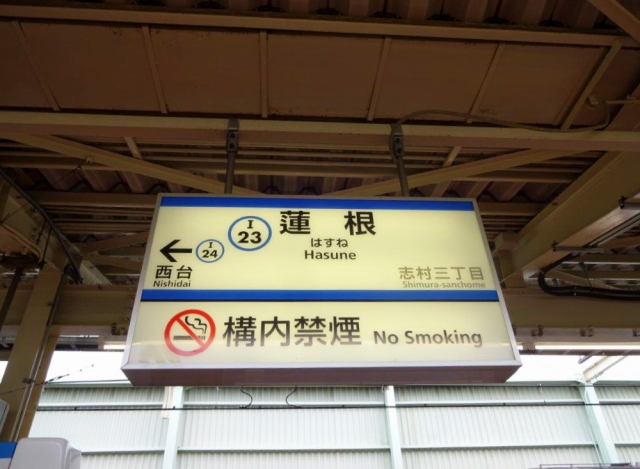 I
23
蓮根
はすね
Hasune
I
24
西台
Nishidai
志村三丁目
Shimura-sanchome
構内禁煙 No Smoking